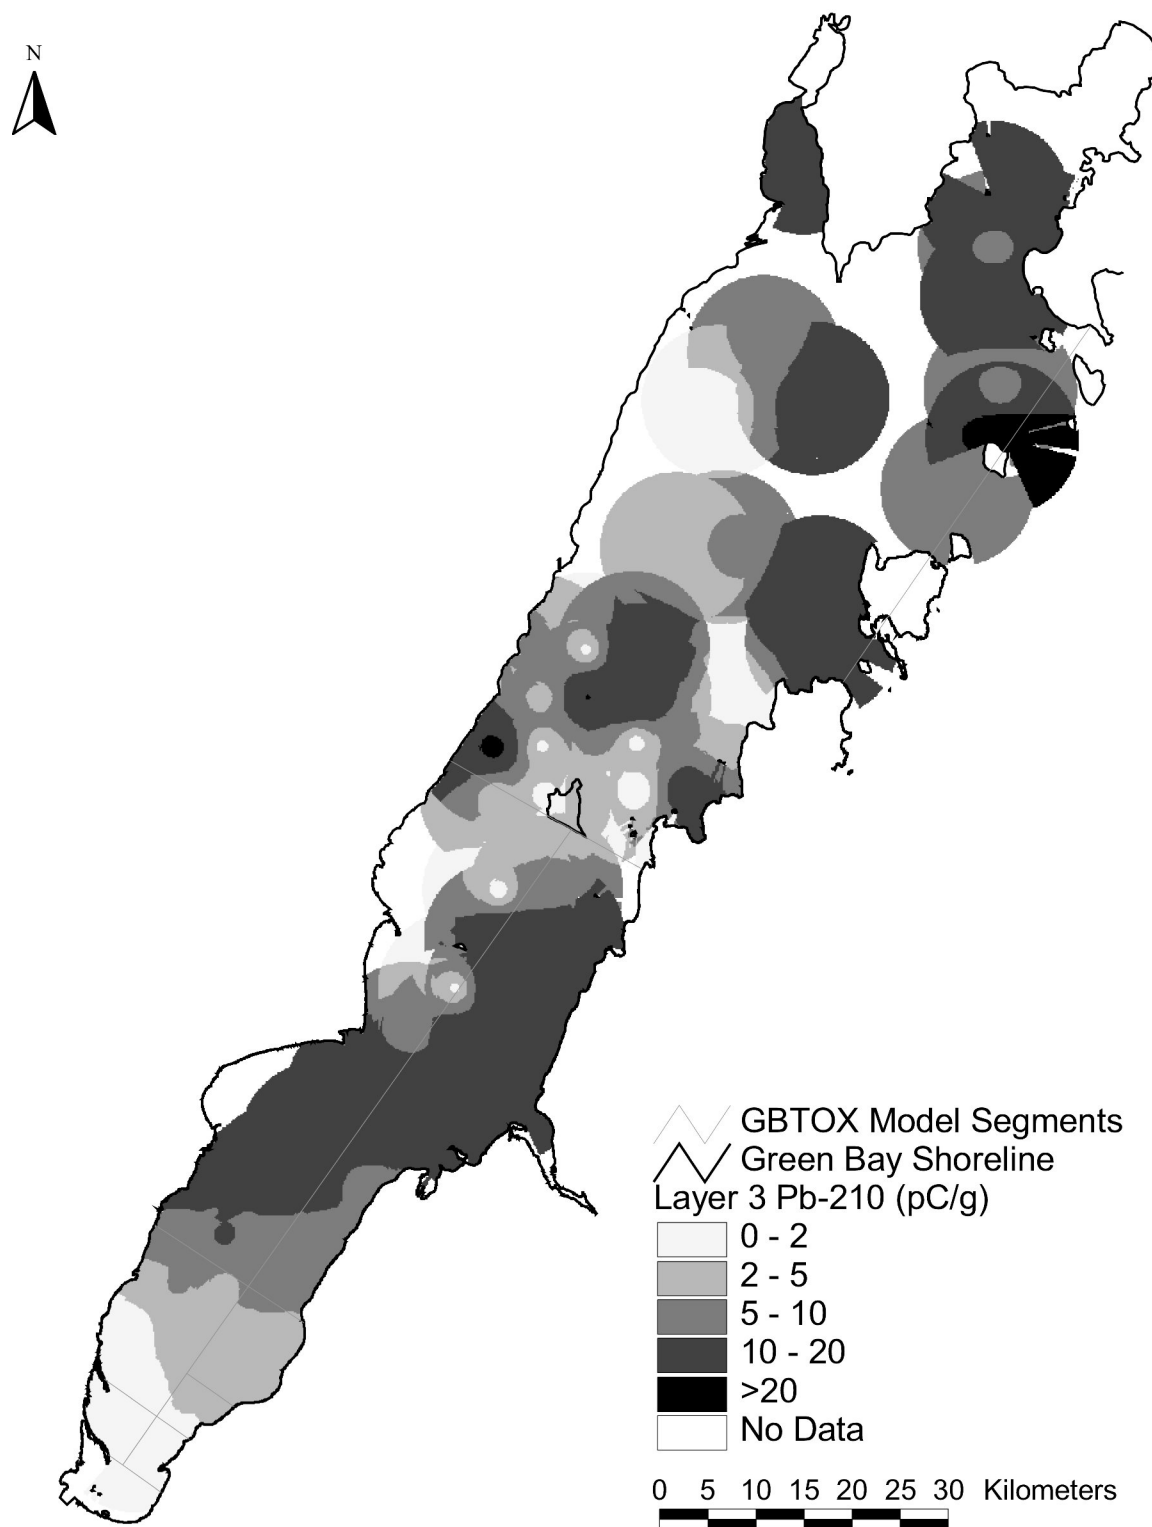 N
GBTOX Model Segments
Green Bay Shoreline
Layer 3 Pb-210 (pC/g)
0 - 2
2 - 5
5 - 10
10 - 20
>20
No Data
0 5 10 15 20 25 30 Kilometers